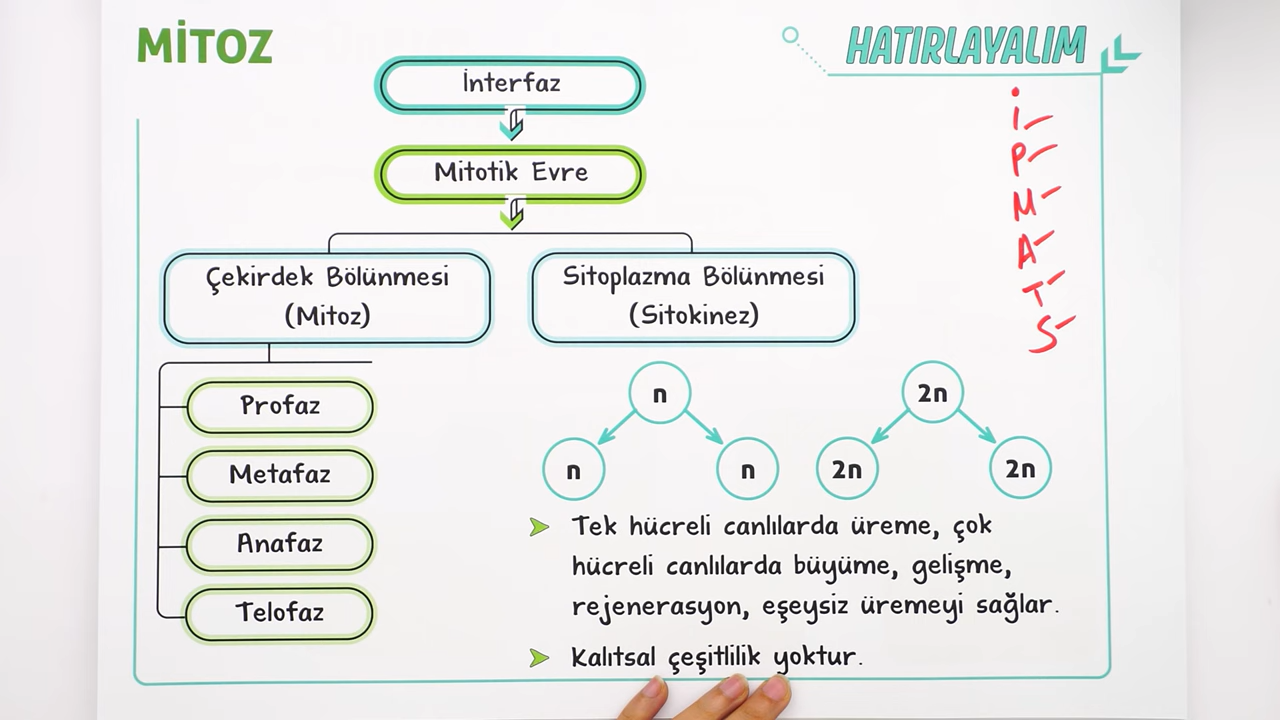 MİTOZ
HATIRLAYALIM
İnterfaz
Mitotik Evre
Çekirdek Bölünmesi
(Mitoz)
Sitoplazma Bölünmesi
(Sitokinez)
Profaz
Metafaz
Anafaz
Telofaz
n
n
n
2n
2n
2n
Tek hücreli canlılarda üreme, çok
hücreli canlılarda büyüme, gelişme,
rejenerasyon, eşeysiz üremeyi sağlar.
Kalıtsal çeşitlilik yoktur.
İ-
P-
M-
A-
T-
S-